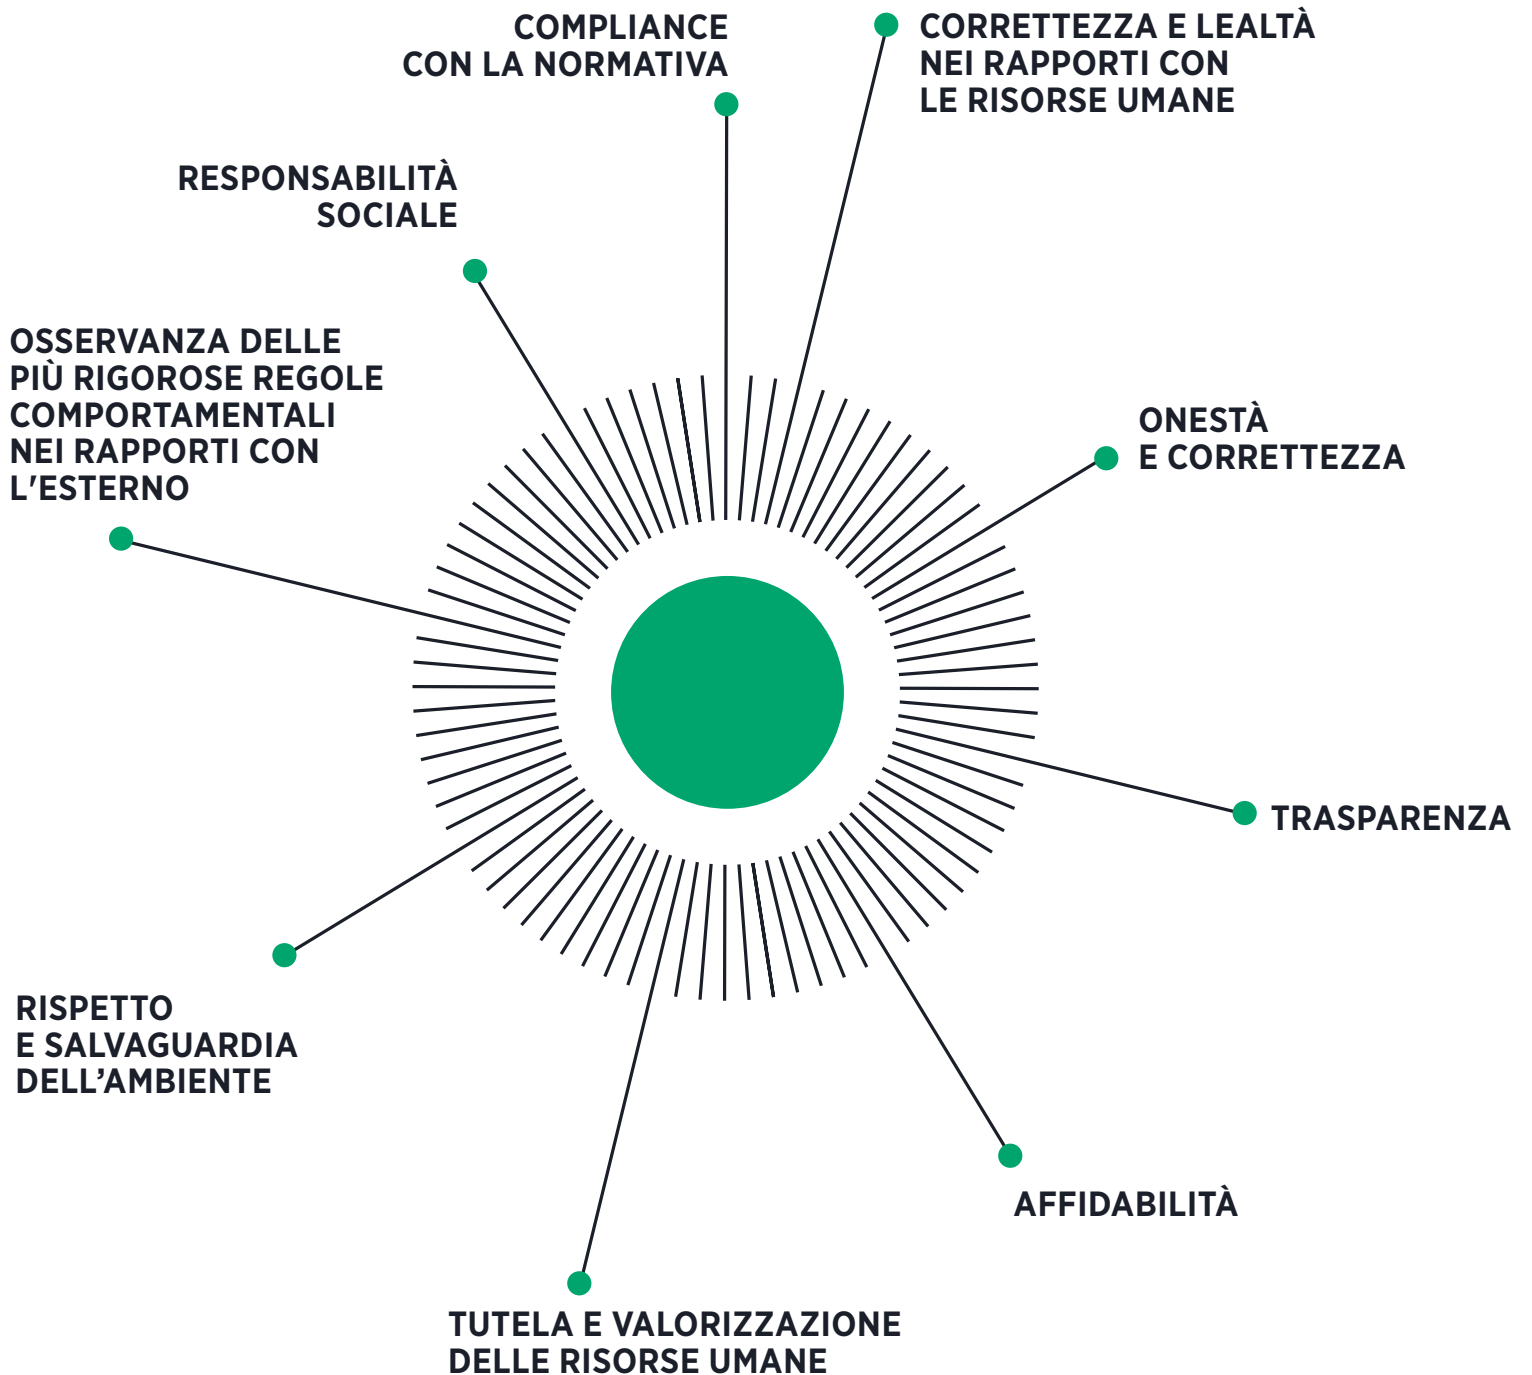 COMPLIANCE
CON LA NORMATIVA
CORRETTEZZA E LEALTÀ
NEI RAPPORTI CON
LE RISORSE UMANE
RESPONSABILITÀ
SOCIALE
OSSERVANZA DELLE
PIÙ RIGOROSE REGOLE
COMPORTAMENTALI
NEI RAPPORTI CON
L'ESTERNO
ONESTÀ
E CORRETTEZZA
TRASPARENZA
RISPETTO
E SALVAGUARDIA
DELL’AMBIENTE
AFFIDABILITÀ
TUTELA E VALORIZZAZIONE
DELLE RISORSE UMANE